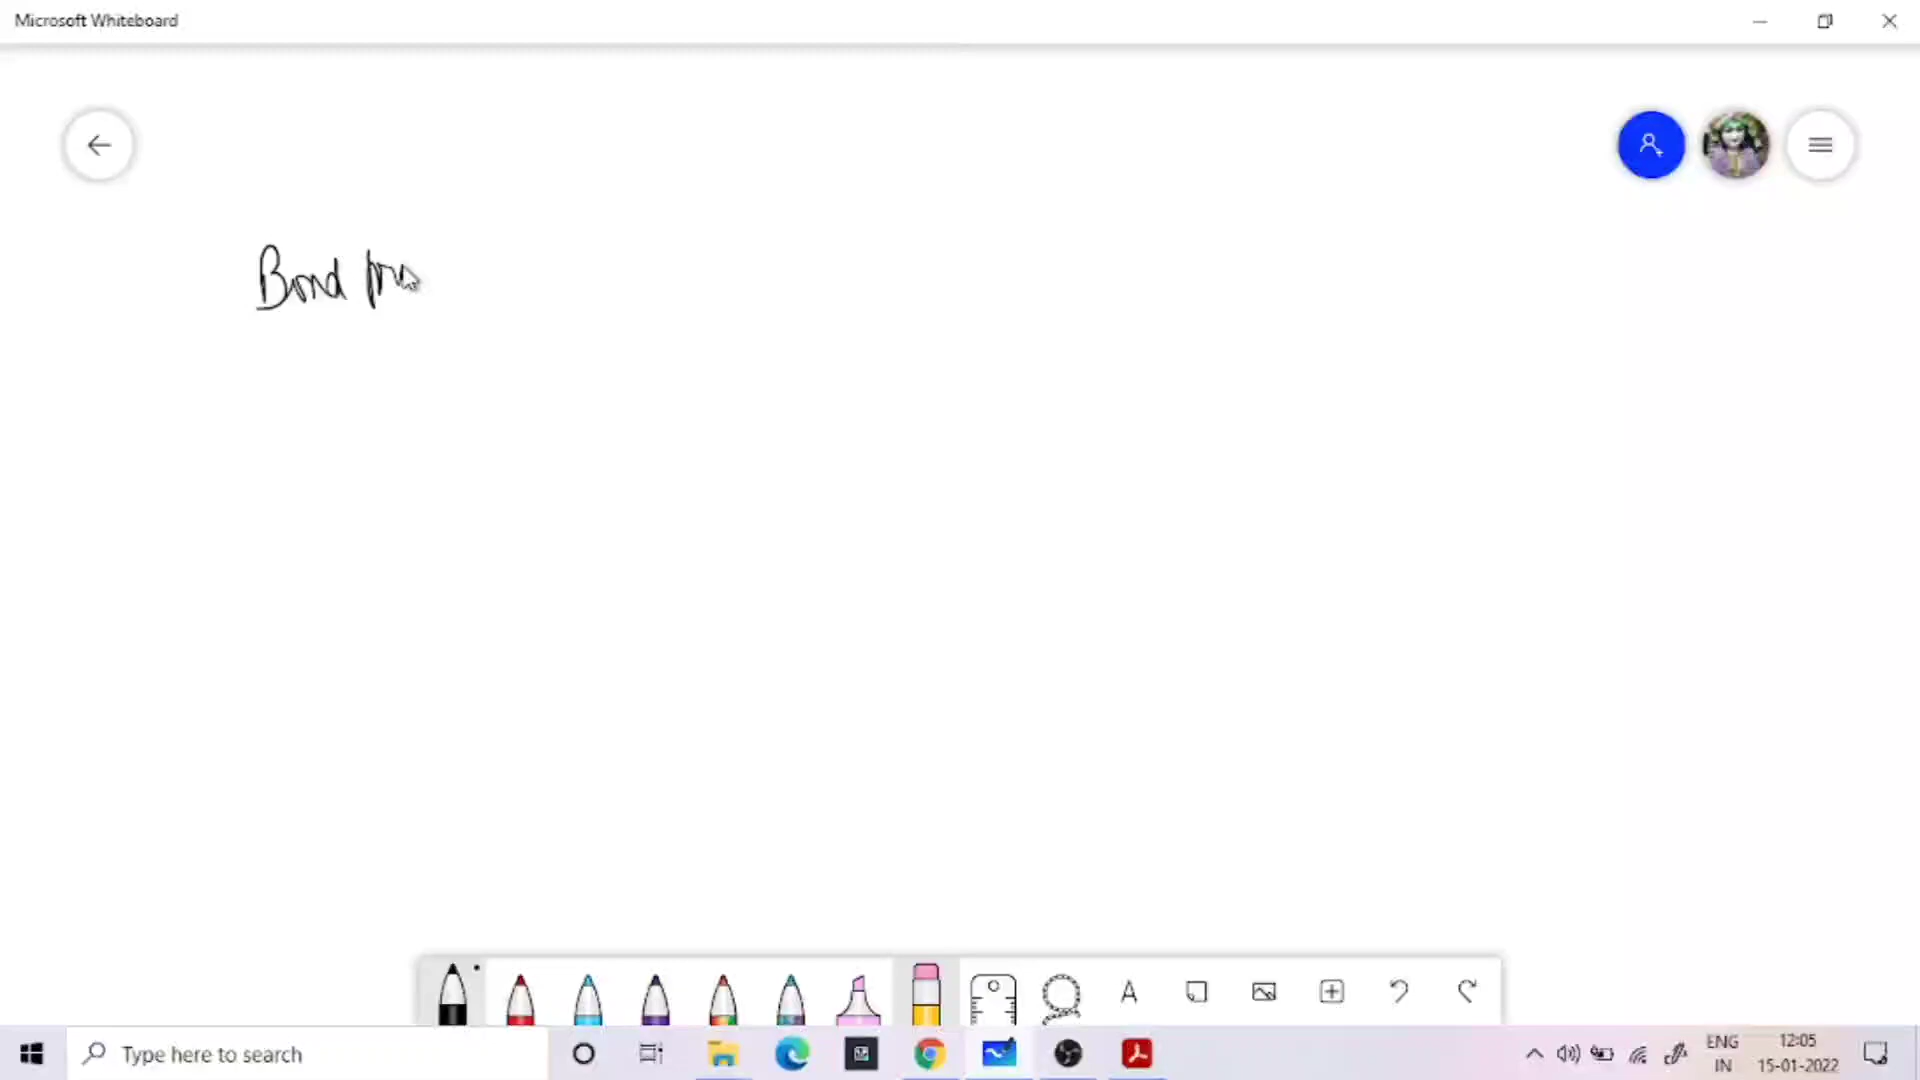 Microsoft Whiteboard
Bond
A
Type here to search
ENG
IN
12:05
15-01-2022